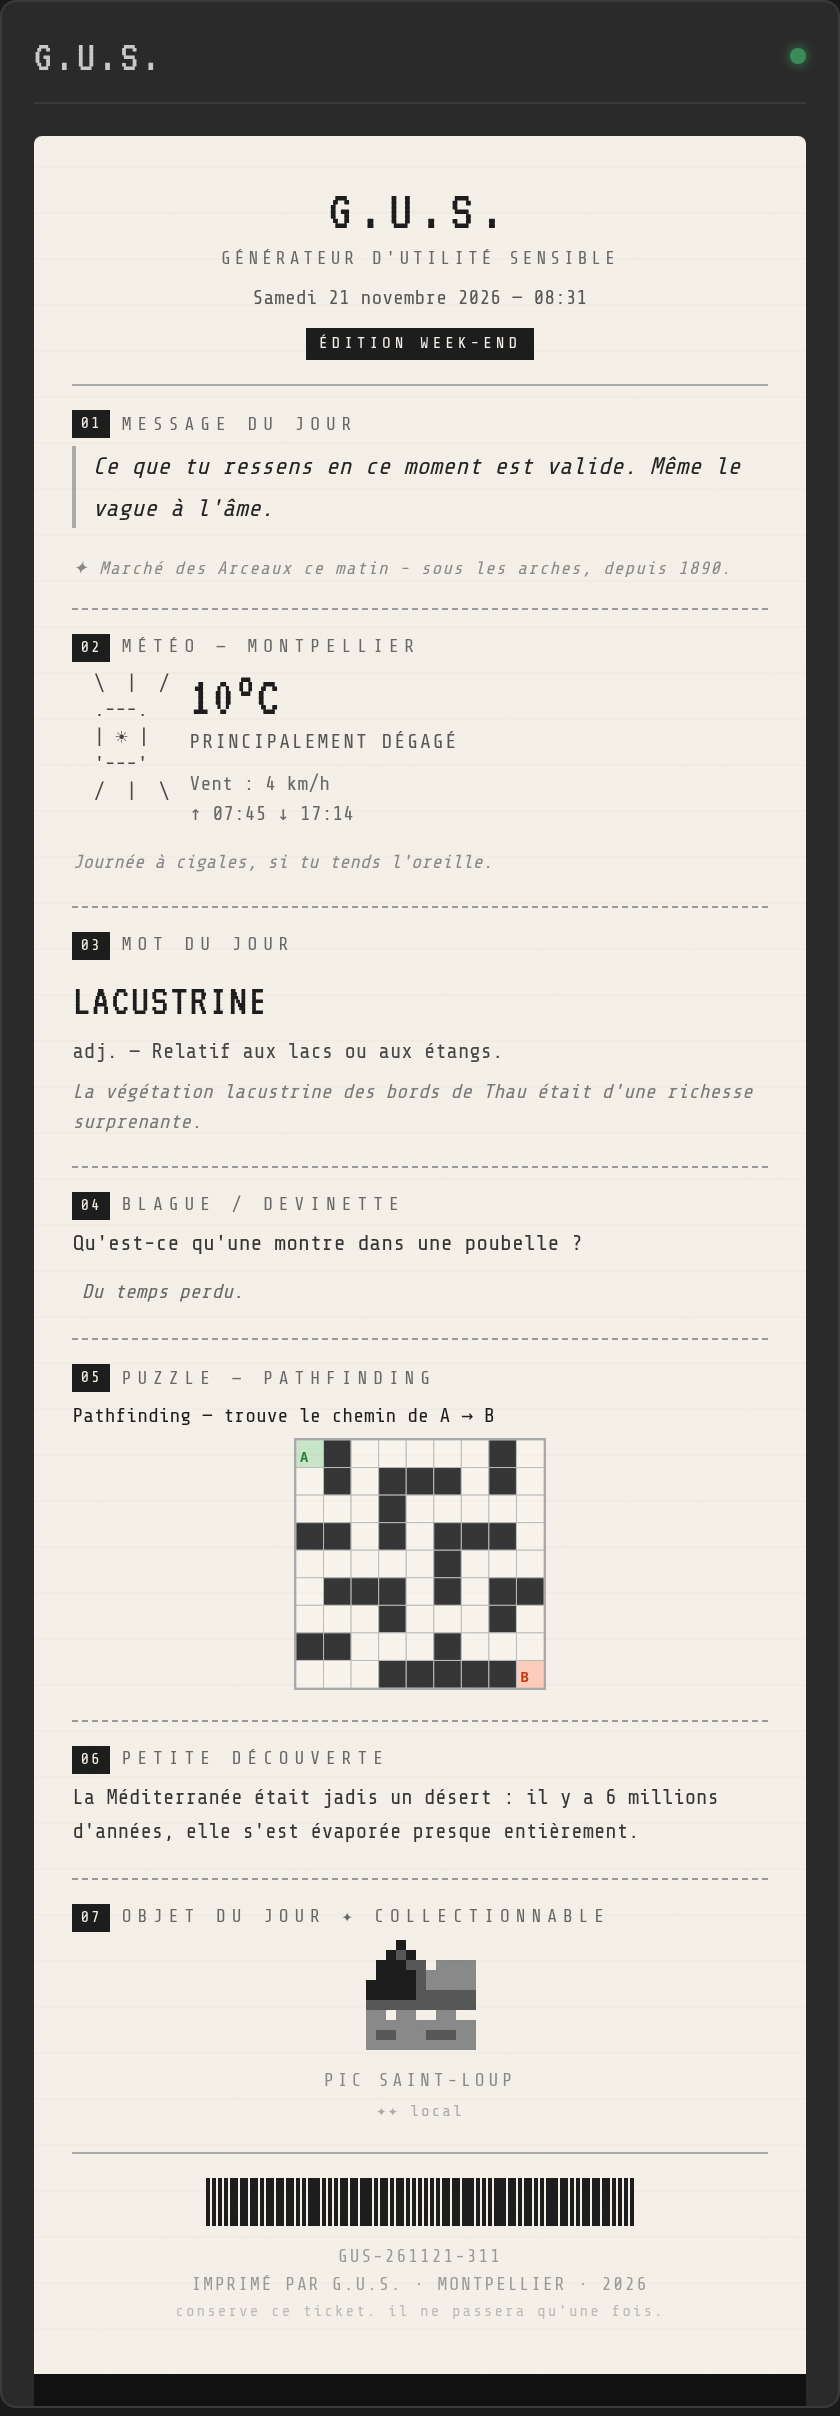 G.U.S.
G.U.S.
GÉNÉRATEUR D'UTILITÉ SENSIBLE
Samedi 21 novembre 2026 — 08:31
ÉDITION WEEK-END
01 MESSAGE DU JOUR
Ce que tu ressens en ce moment est valide. Même le
vague à l'âme.
✦ Marché des Arceaux ce matin – sous les arches, depuis 1890.
02 MÉTÉO — MONTPELLIER
\ | /
.---.
| ☀ |
'---'
/ | \
10°C
PRINCIPALEMENT DÉGAGÉ
Vent : 4 km/h
↑ 07:45 ↓ 17:14
Journée à cigales, si tu tends l'oreille.
03 MOT DU JOUR
LACUSTRINE
adj. — Relatif aux lacs ou aux étangs.
La végétation lacustrine des bords de Thau était d'une richesse
surprenante.
04 BLAGUE / DEVINETTE
Qu'est-ce qu'une montre dans une poubelle ?
Du temps perdu.
05 PUZZLE — PATHFINDING
Pathfinding — trouve le chemin de A → B
A
B
06 PETITE DÉCOUVERTE
La Méditerranée était jadis un désert : il y a 6 millions
d'années, elle s'est évaporée presque entièrement.
07 OBJET DU JOUR ✦ COLLECTIONNABLE
PIC SAINT-LOUP
✦✦ local
GUS-261121-311
IMPRIMÉ PAR G.U.S. · MONTPELLIER · 2026
conserve ce ticket. il ne passera qu'une fois.